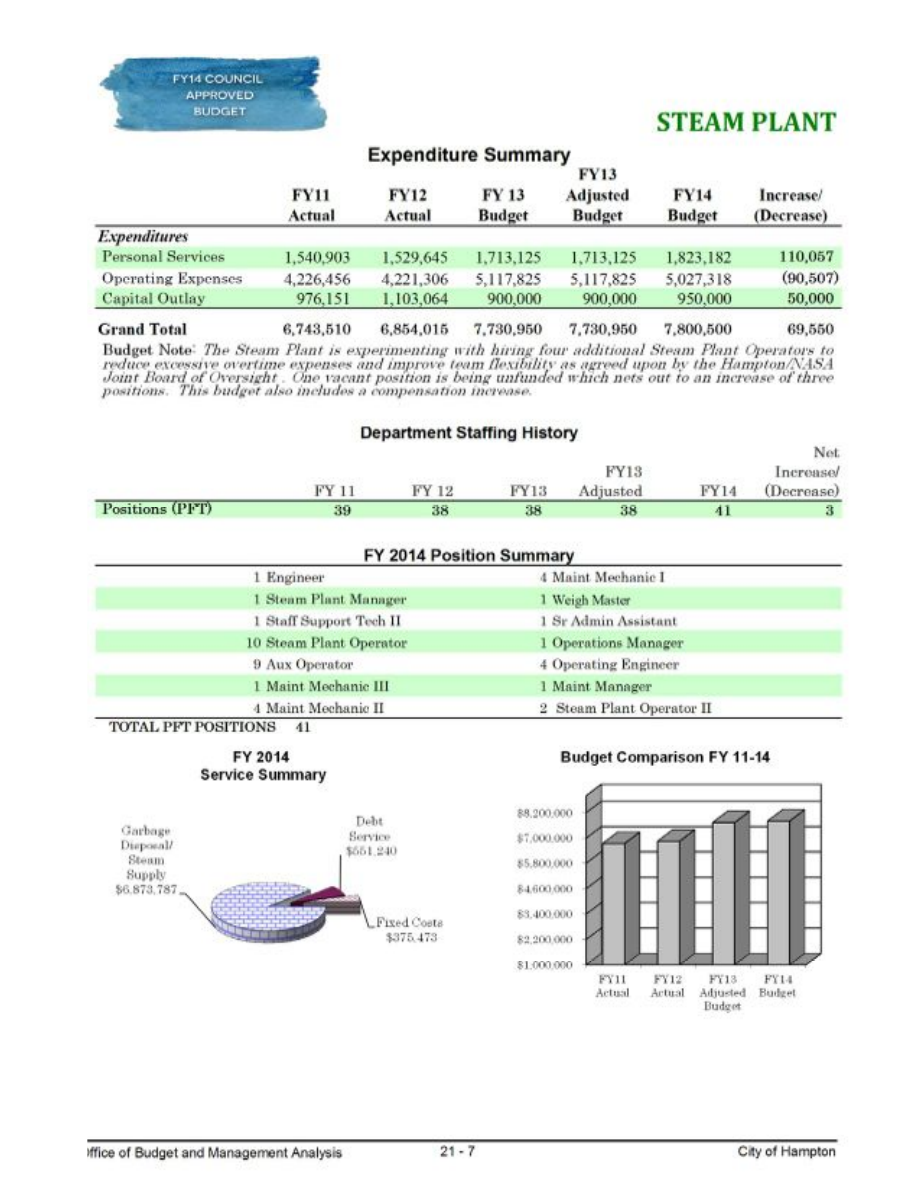 FY14 COUNCIL
APPROVED
BUDGET
STEAM PLANT
Expenditure Summary
FY11 Actual FY12 Actual FY 13 Budget FY13 Adjusted Budget FY14 Budget Increase/ (Decrease)
Expenditures
Personal Services 1,540,903 1,529,645 1,713,125 1,713,125 1,823,182 110,057
Operating Expenses 4,226,456 4,221,306 5,117,825 5,117,825 5,027,318 (90,507)
Capital Outlay 976,151 1,103,064 900,000 900,000 950,000 50,000
Grand Total 6,743,510 6,854,015 7,730,950 7,730,950 7,800,500 69,550
Budget Note: The Steam Plant is experimenting with hiring four additional Steam Plant Operators to
reduce excessive overtime expenses and improve team flexibility as agreed upon by the Hampton/NASA
Joint Board of Oversight . One vacant position is being unfunded which nets out to an increase of three
positions. This budget also includes a compensation increase.
Department Staffing History
FY 11 FY 12 FY13 FY13 Adjusted FY14 Net Increase/ (Decrease)
Positions (PFT) 39 38 38 38 41 3
FY 2014 Position Summary
1 Engineer 4 Maint Mechanic I
1 Steam Plant Manager 1 Weigh Master
1 Staff Support Tech II 1 Sr Admin Assistant
10 Steam Plant Operator 1 Operations Manager
9 Aux Operator 4 Operating Engineer
1 Maint Mechanic III 1 Maint Manager
4 Maint Mechanic II 2 Steam Plant Operator II
TOTAL PFT POSITIONS 41
FY 2014
Service Summary
Garbage
Disposal/
Steam
Supply
$6,873,787
Debt
Service
$551,240
Fixed Costs
$375,473
Budget Comparison FY 11-14
$8,200,000
$7,000,000
$5,800,000
$4,600,000
$3,400,000
$2,200,000
$1,000,000
FY11 Actual
FY12 Actual
FY13 Adjusted Budget
FY14 Budget
ffice of Budget and Management Analysis 21 - 7 City of Hampton